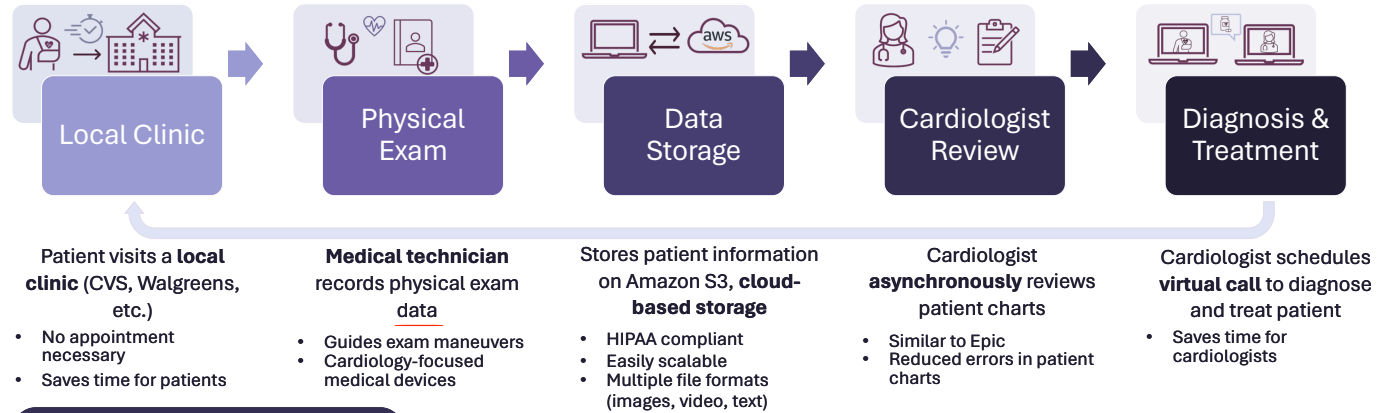 aws
Local Clinic
Physical
Exam
Data
Storage
Cardiologist
Review
Diagnosis &
Treatment
Patient visits a local
clinic (CVS, Walgreens,
etc.)
• No appointment
necessary
• Saves time for patients
Medical technician
records physical exam
data
• Guides exam maneuvers
• Cardiology-focused
medical devices
Stores patient information
on Amazon S3, cloud-
based storage
• HIPAA compliant
• Easily scalable
• Multiple file formats
(images, video, text)
Cardiologist
asynchronously reviews
patient charts
• Similar to Epic
• Reduced errors in patient
charts
Cardiologist schedules
virtual call to diagnose
and treat patient
• Saves time for
cardiologists